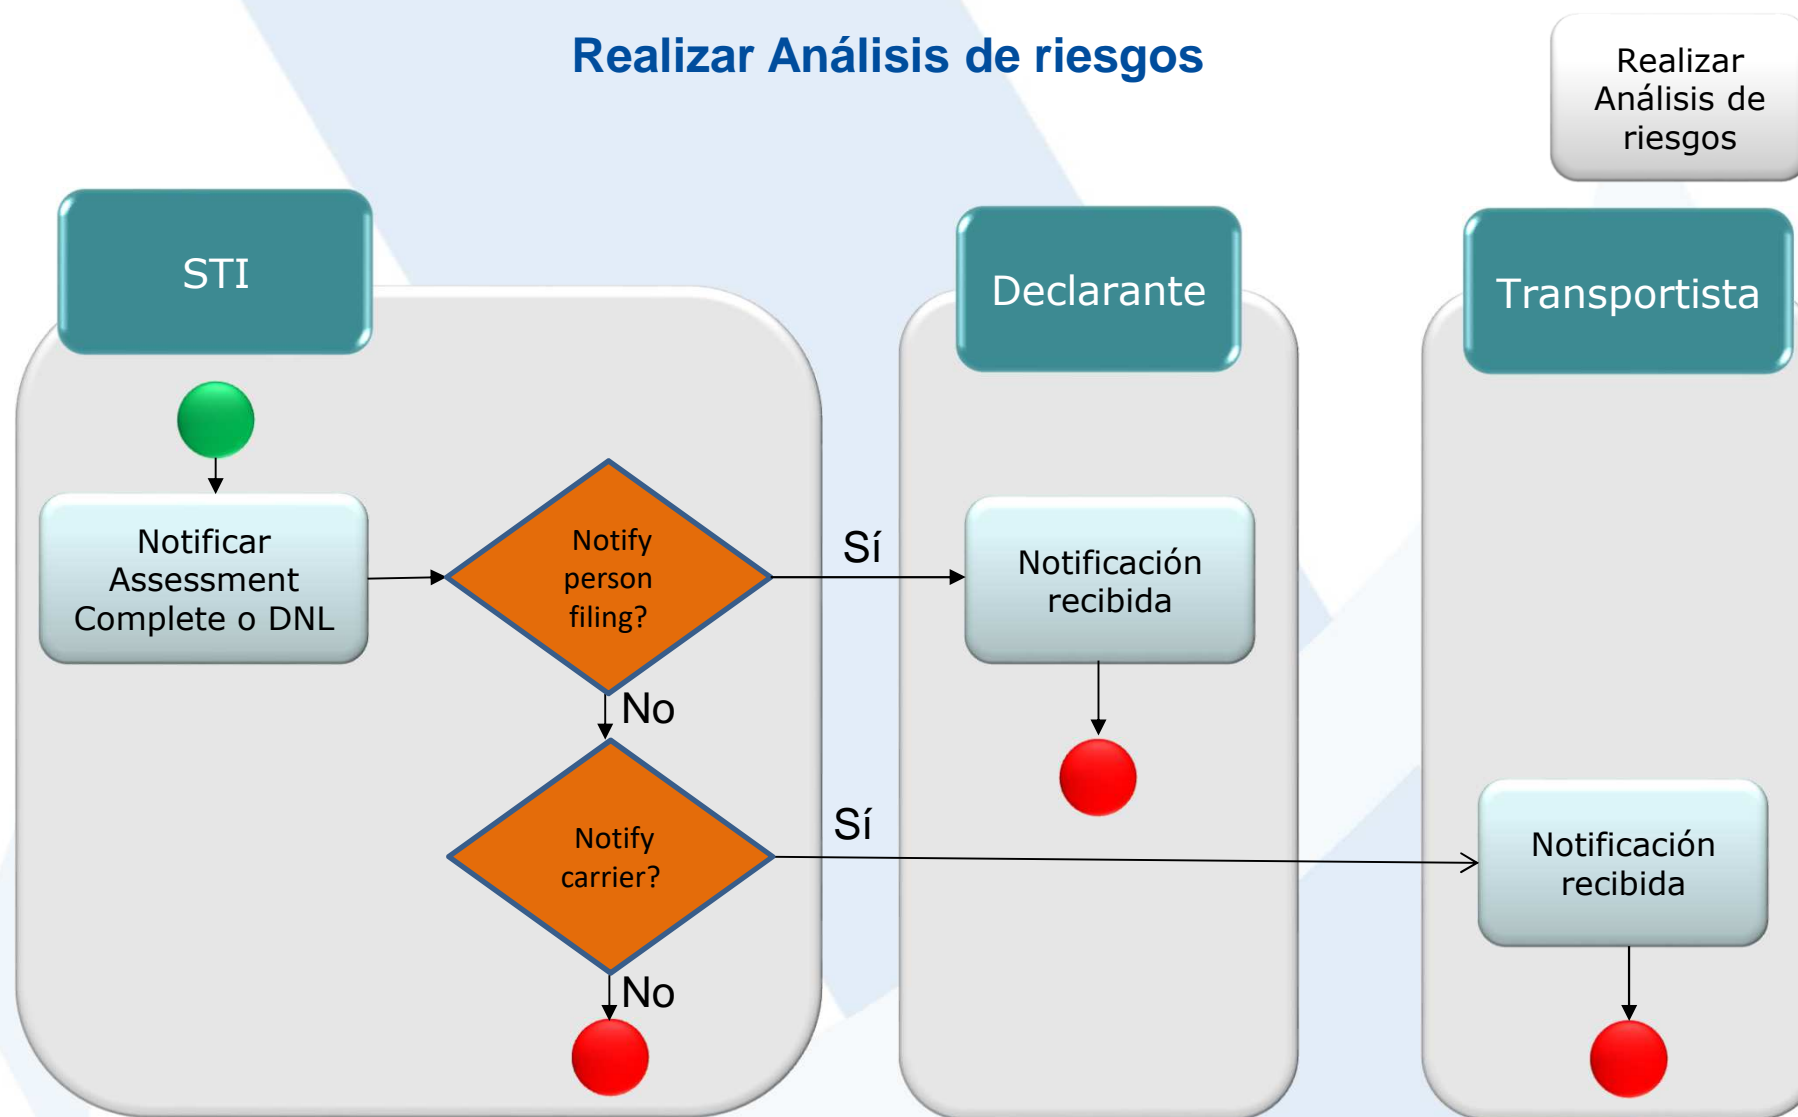 Realizar Análisis de riesgos
Realizar
Análisis de
riesgos
STI
Declarante
Transportista
Notificar
Assessment
Complete o DNL
Notify
person
filing?
Sí
Notificación
recibida
No
Notify
carrier?
Sí
Notificación
recibida
No